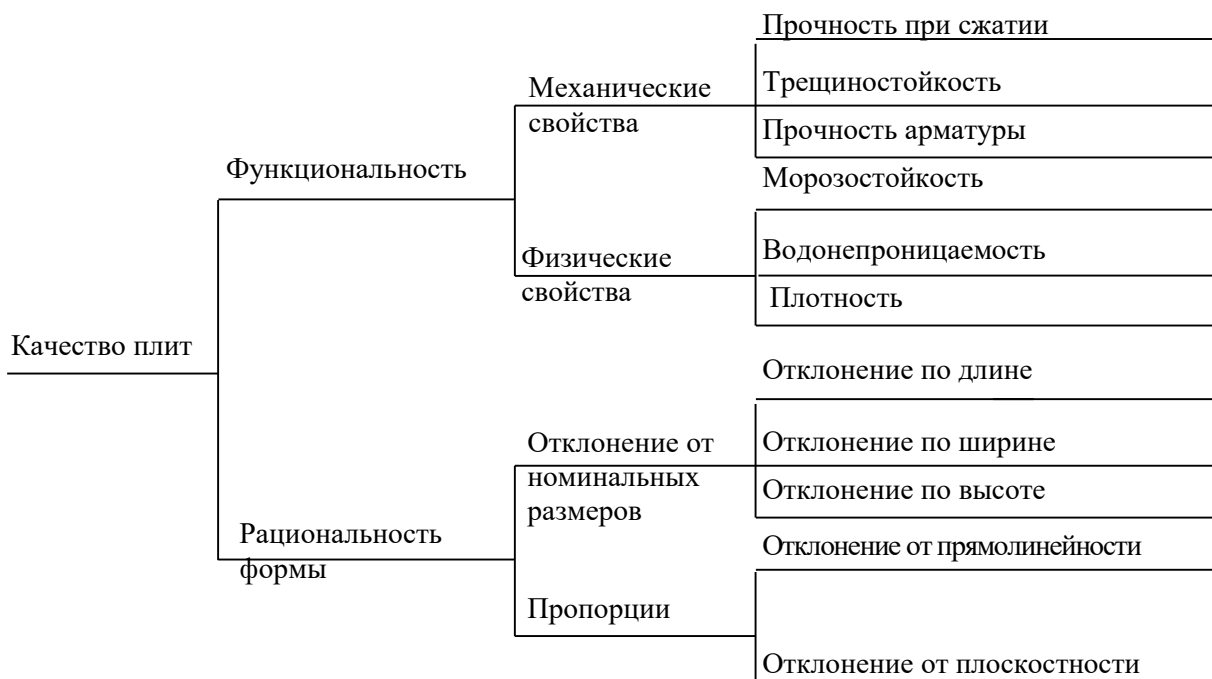 Прочность при сжатии
Механические
свойства
Трещиностойкость
Прочность арматуры
Функциональность
Морозостойкость
Физические
свойства
Водонепроницаемость
Плотность
Качество плит
Отклонение по длине
Отклонение от
номинальных
размеров
Отклонение по ширине
Отклонение по высоте
Рациональность
формы
Отклонение от прямолинейности
Пропорции
Отклонение от плоскостности